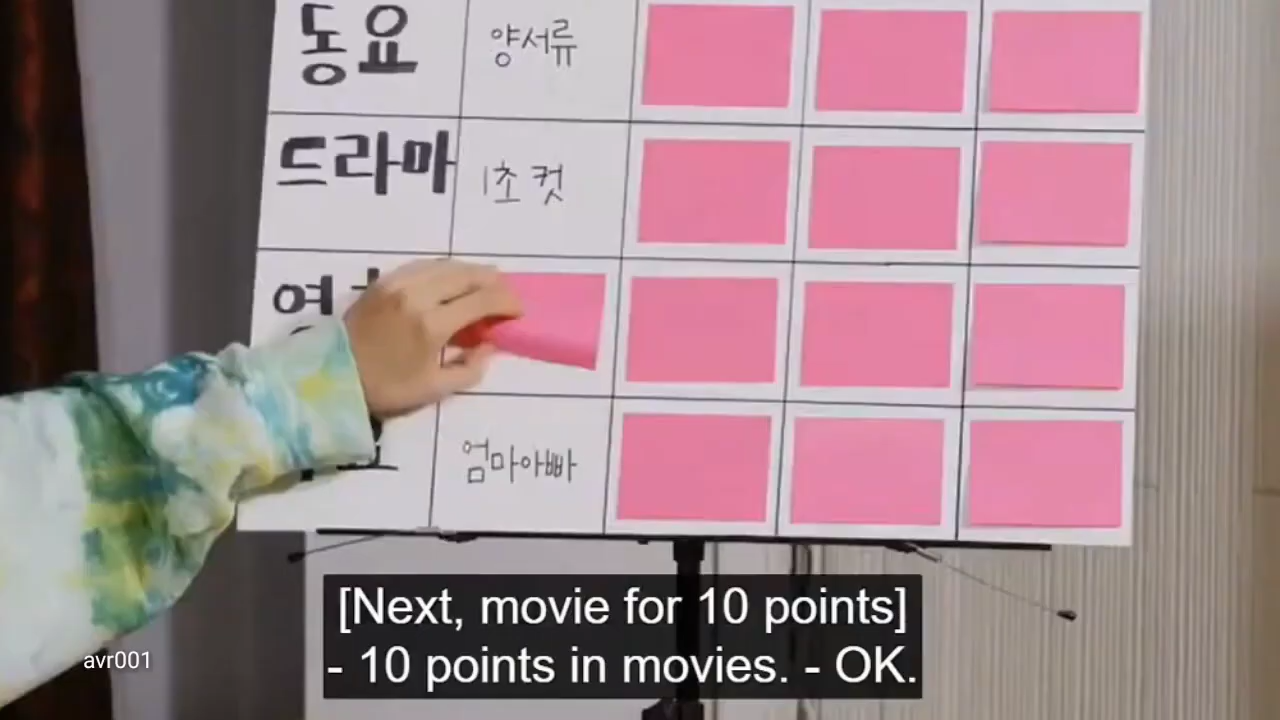 동요
양서류
드라마
1초 컷
엄마아빠
[Next, movie for 10 points]
- 10 points in movies. - OK.
avr001